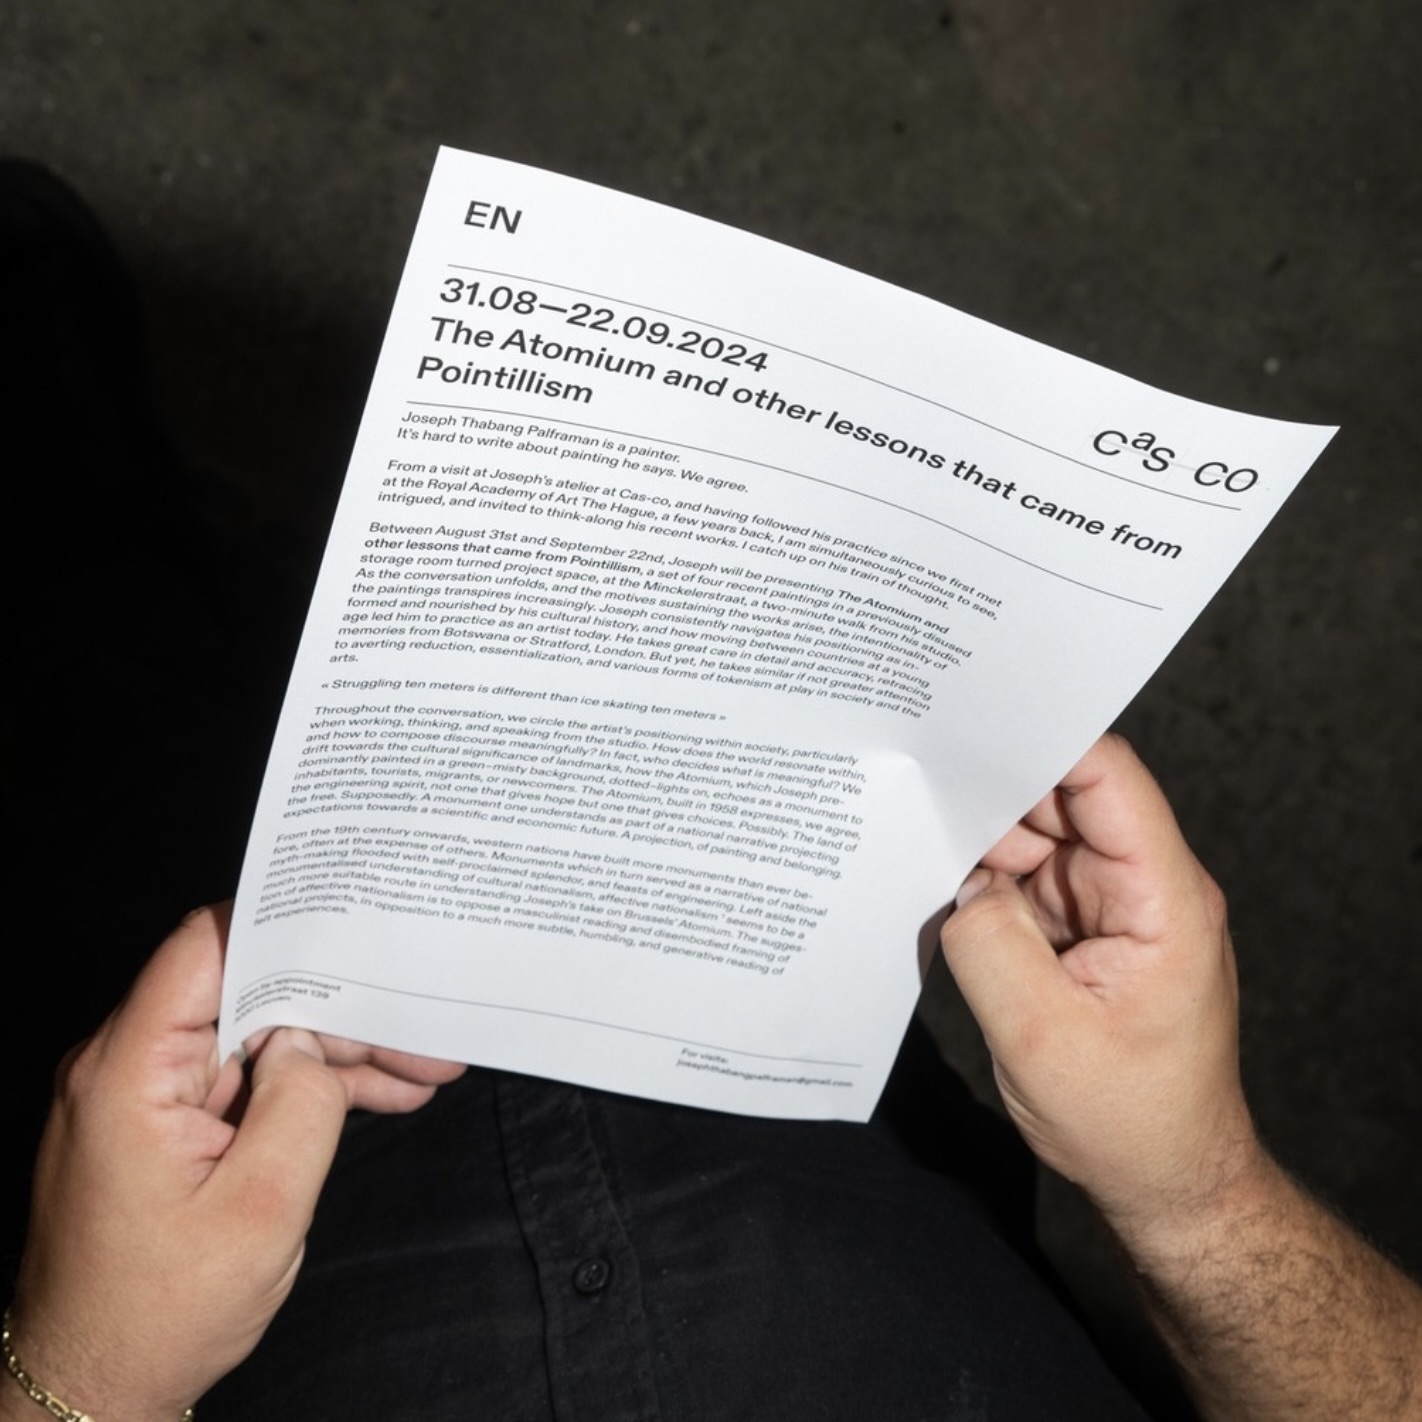 EN
Cas co
31.08—22.09.2024
The Atomium and other lessons that came from
Pointillism
Joseph Thabang Palframan is a painter.
It's hard to write about painting he says. We agree.
From a visit at Joseph's atelier at Cas-co, and having followed his practice since we first met
at the Royal Academy of Art The Hague, a few years back, I am simultaneously curious to see,
intrigued, and invited to think-along his recent works. I catch up on his train of thought.
Between August 31st and September 22nd, Joseph will be presenting The Atomium and
other lessons that came from Pointillism, a set of four recent paintings in a previously disused
storage room turned project space, at the Minckelerstraat, a two-minute walk from his studio.
As the conversation unfolds, and the motives sustaining the works arise, the intentionality of
the paintings transpires increasingly. Joseph consistently navigates his positioning as in-
formed and nourished by his cultural history, and how moving between countries at a young
age led him to practice as an artist today. He takes great care in detail and accuracy, retracing
memories from Botswana or Stratford, London. But yet, he takes similar if not greater attention
to averting reduction, essentialization, and various forms of tokenism at play in society and the
arts.
« Struggling ten meters is different than ice skating ten meters »
Throughout the conversation, we circle the artist's positioning within society, particularly
when working, thinking, and speaking from the studio. How does the world resonate within,
and how to compose discourse meaningfully? In fact, who decides what is meaningful? We
drift towards the cultural significance of landmarks, how the Atomium, which Joseph pre-
dominantly painted in a green-misty background, dotted-lights on, echoes as a monument to
inhabitants, tourists, migrants, or newcomers. The Atomium, built in 1958 expresses, we agree,
the engineering spirit, not one that gives hope but one that gives choices. Possibly. The land of
the free. Supposedly. A monument one understands as part of a national narrative projecting
expectations towards a scientific and economic future. A projection, of painting and belonging.
From the 19th century onwards, western nations have built more monuments than ever be-
fore, often at the expense of others. Monuments which in turn served as a narrative of national
myth-making flooded with self-proclaimed splendor, and feasts of engineering. Left aside the
monumentalised understanding of cultural nationalism, affective nationalism ¹ seems to be a
much more suitable route in understanding Joseph's take on Brussels' Atomium. The sugges-
tion of affective nationalism is to oppose a masculinist reading and disembodied framing of
national projects, in opposition to a much more subtle, humbling, and generative reading of
felt experiences.
Open by appointment
Minckelerstraat 139
3000 Leuven
For visits:
josephthabangpalframan@gmail.com